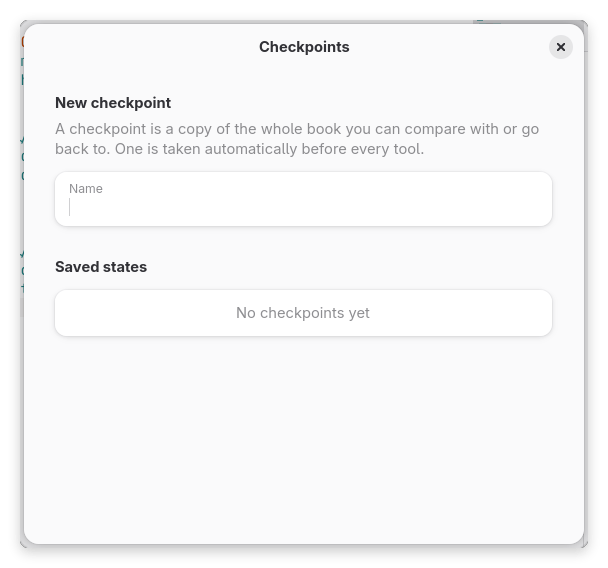 Checkpoints
New checkpoint
A checkpoint is a copy of the whole book you can compare with or go
back to. One is taken automatically before every tool.
Name
Saved states
No checkpoints yet